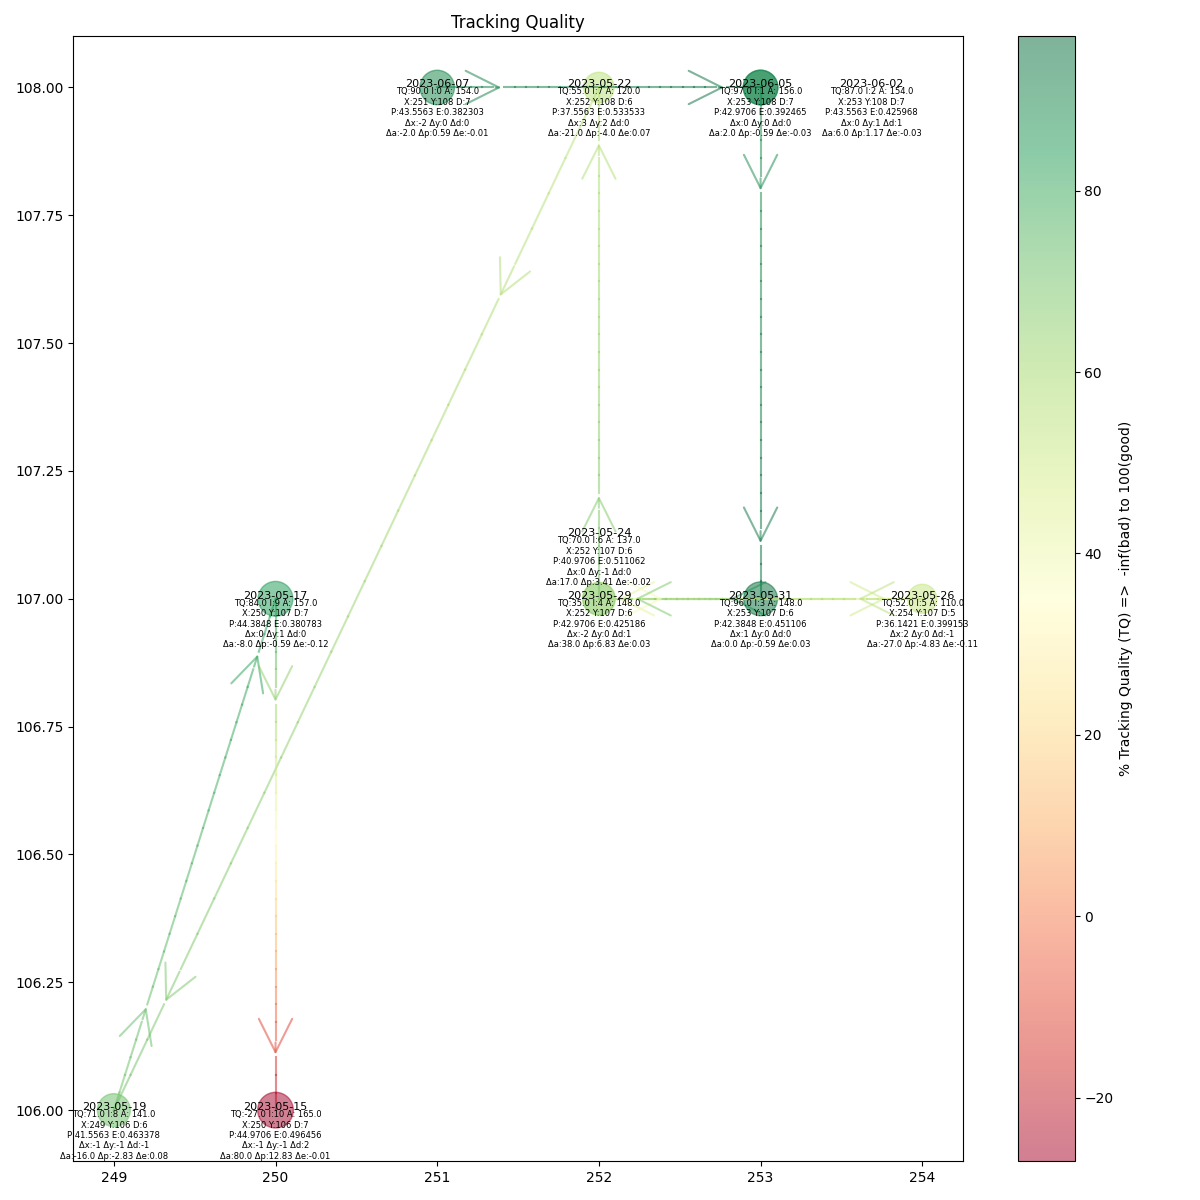 Tracking Quality
108.00
107.75
107.50
107.25
107.00
106.75
106.50
106.25
106.00
249
250
251
252
253
254
2023-06-07
TQ:90.0 I:0 A: 154.0
X:251 Y:108 D:7
P:43.5563 E:0.382303
Δx:-2 Δy:0 Δd:0
Δa:-2.0 Δp:0.59 Δe:-0.01
2023-05-22
TQ:55.0 I:7 A: 120.0
X:252 Y:108 D:6
P:37.5563 E:0.533533
Δx:3 Δy:2 Δd:0
Δa:-21.0 Δp:-4.0 Δe:0.07
2023-06-05
TQ:97.0 I:1 A: 156.0
X:253 Y:108 D:7
P:42.9706 E:0.392465
Δx:0 Δy:0 Δd:0
Δa:2.0 Δp:-0.59 Δe:-0.03
2023-06-02
TQ:87.0 I:2 A: 154.0
X:253 Y:108 D:7
P:43.5563 E:0.425968
Δx:0 Δy:1 Δd:1
Δa:6.0 Δp:1.17 Δe:-0.03
2023-05-24
TQ:70.0 I:6 A: 137.0
X:252 Y:107 D:6
P:40.9706 E:0.511062
Δx:0 Δy:-1 Δd:0
Δa:17.0 Δp:3.41 Δe:-0.02
2023-05-17
TQ:84.0 I:9 A: 157.0
X:250 Y:107 D:7
P:44.3848 E:0.380783
Δx:0 Δy:1 Δd:0
Δa:-8.0 Δp:-0.59 Δe:-0.12
2023-05-29
TQ:35.0 I:4 A: 148.0
X:252 Y:107 D:6
P:42.9706 E:0.425186
Δx:-2 Δy:0 Δd:1
Δa:38.0 Δp:6.83 Δe:0.03
2023-05-31
TQ:96.0 I:3 A: 148.0
X:253 Y:107 D:6
P:42.3848 E:0.451106
Δx:1 Δy:0 Δd:0
Δa:0.0 Δp:-0.59 Δe:0.03
2023-05-26
TQ:52.0 I:5 A: 110.0
X:254 Y:107 D:5
P:36.1421 E:0.399153
Δx:2 Δy:0 Δd:-1
Δa:-27.0 Δp:-4.83 Δe:-0.11
2023-05-19
TQ:71.0 I:8 A: 141.0
X:249 Y:106 D:6
P:41.5563 E:0.463378
Δx:-1 Δy:-1 Δd:-1
Δa:-16.0 Δp:-2.83 Δe:0.08
2023-05-15
TQ:-27.0 I:10 A: 165.0
X:250 Y:106 D:7
P:44.9706 E:0.496456
Δx:-1 Δy:-1 Δd:2
Δa:80.0 Δp:12.83 Δe:-0.01
80
60
40
20
0
−20
% Tracking Quality (TQ) => -inf(bad) to 100(good)